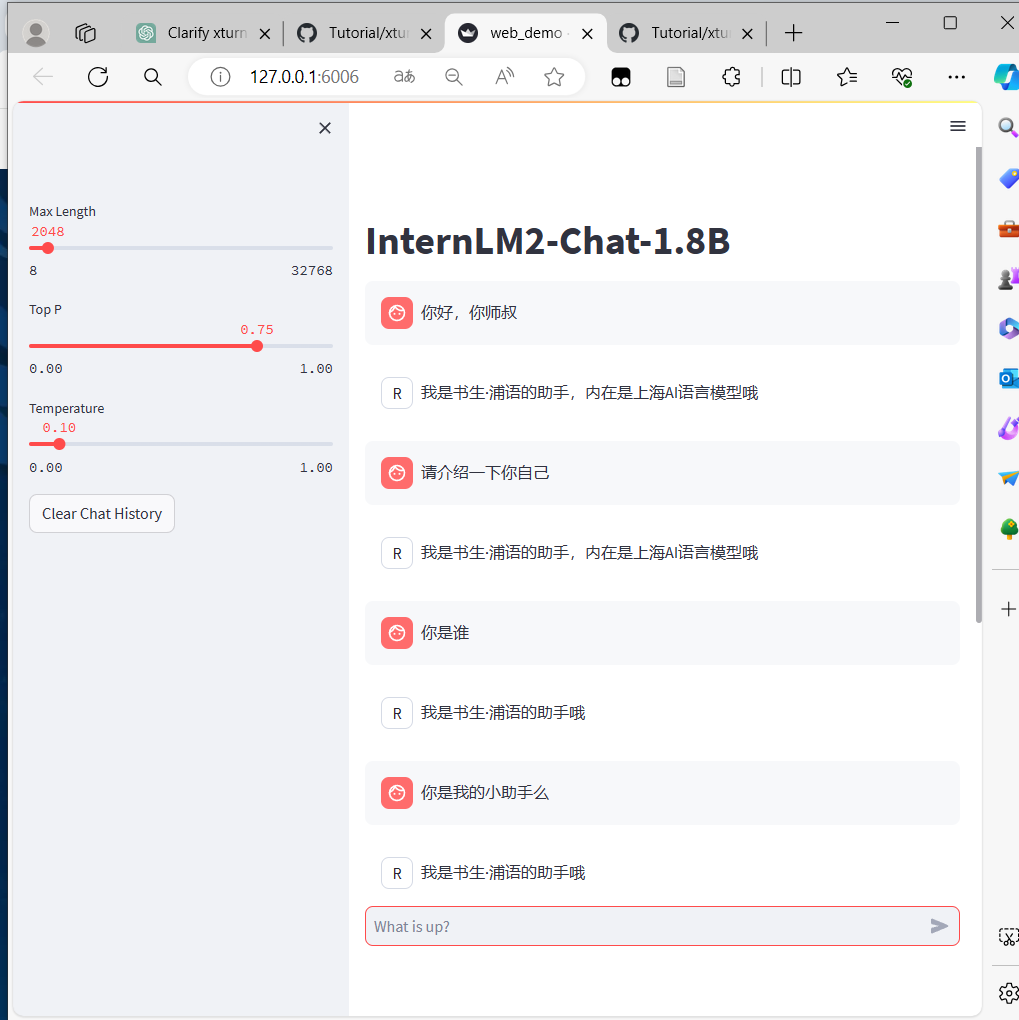 Clarify xturn
Tutorial/xtur
web_demo ·
Tutorial/xtu
127.0.0.1:6006
aあ
A
Max Length
2048
8 32768
Top P
0.75
0.00 1.00
Temperature
0.10
0.00 1.00
Clear Chat History
InternLM2-Chat-1.8B
你好，你师叔
R 我是书生·浦语的助手，内在是上海AI语言模型哦
请介绍一下你自己
R 我是书生·浦语的助手，内在是上海AI语言模型哦
你是谁
R 我是书生·浦语的助手哦
你是我的小助手么
R 我是书生·浦语的助手哦
What is up?